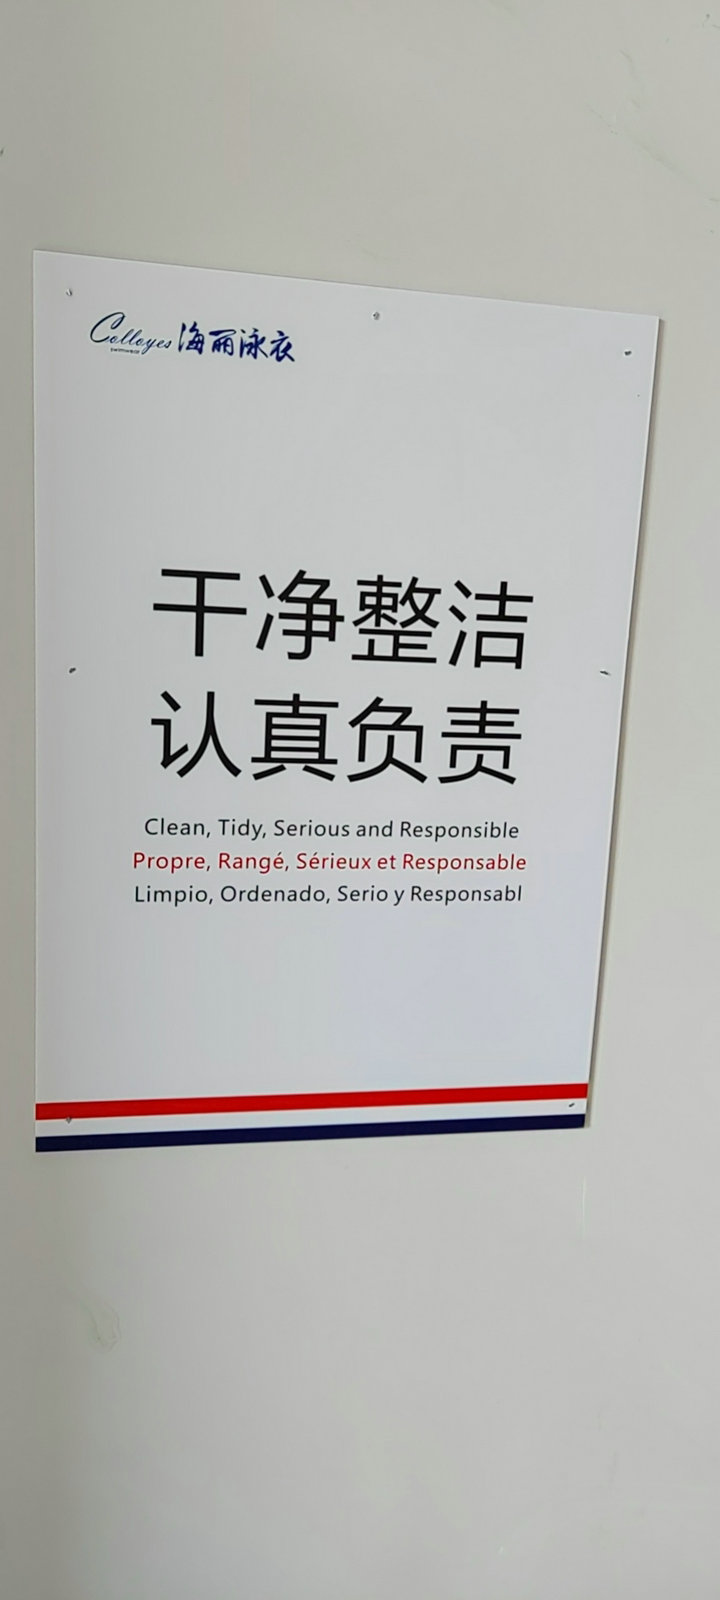 Colloyes 海丽泳衣
swimwear
干净整洁
认真负责
Clean, Tidy, Serious and Responsible
Propre, Rangé, Sérieux et Responsable
Limpio, Ordenado, Serio y Responsabl